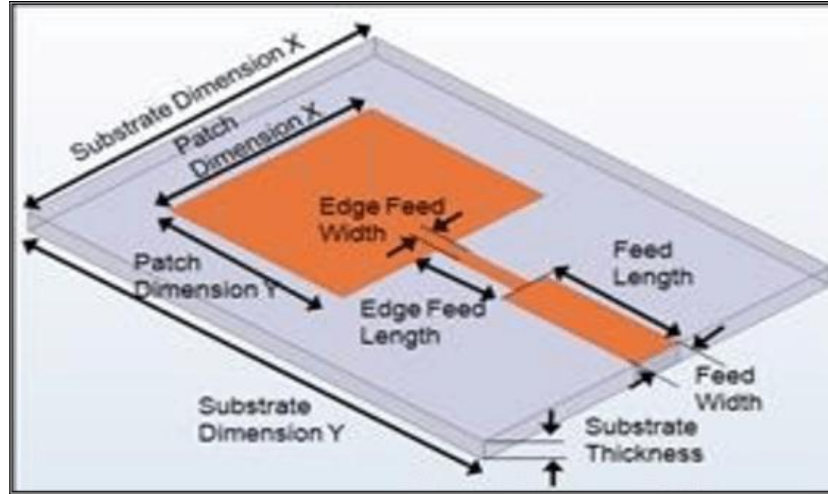 Substrate Dimension X
Patch
Dimension X
Edge Feed
Width
Patch
Dimension Y
Edge Feed
Length
Feed
Length
Feed
Width
Substrate
Dimension Y
Substrate
Thickness